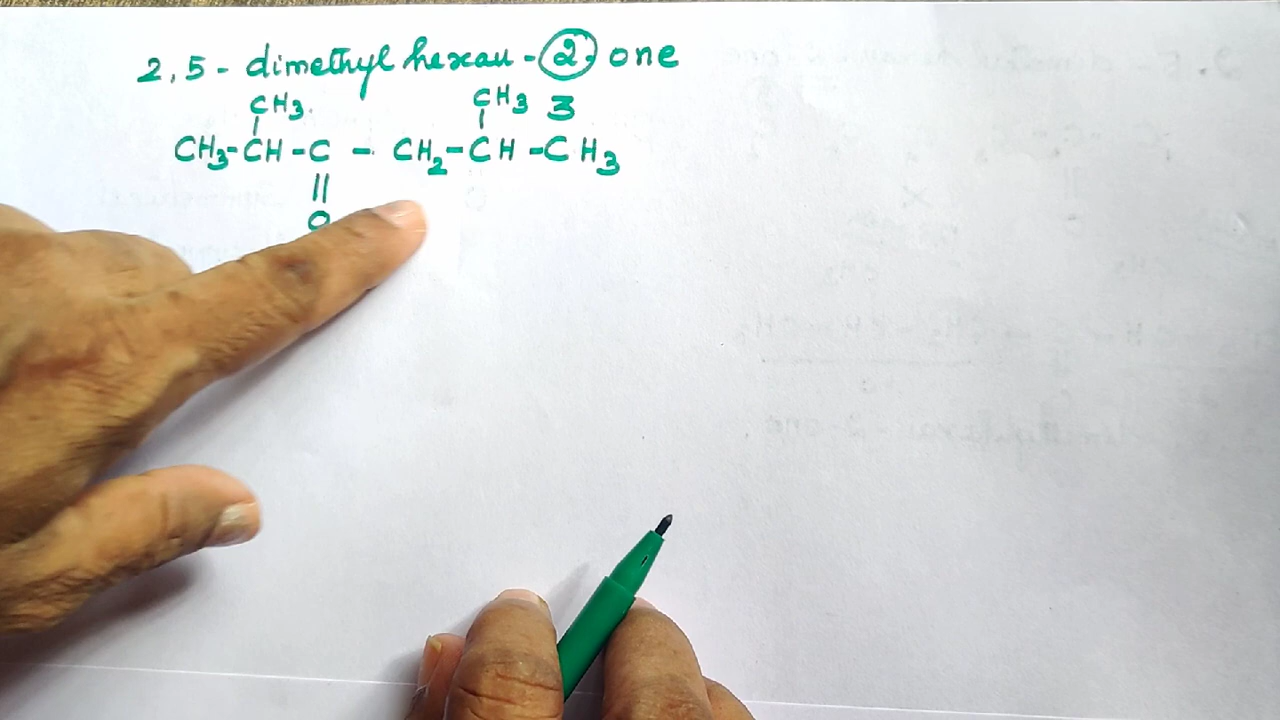 2,5- dimethyl hexan-2. one
CH3. CH3 3
CH3-CH-C - CH2-CH-CH3
||
O